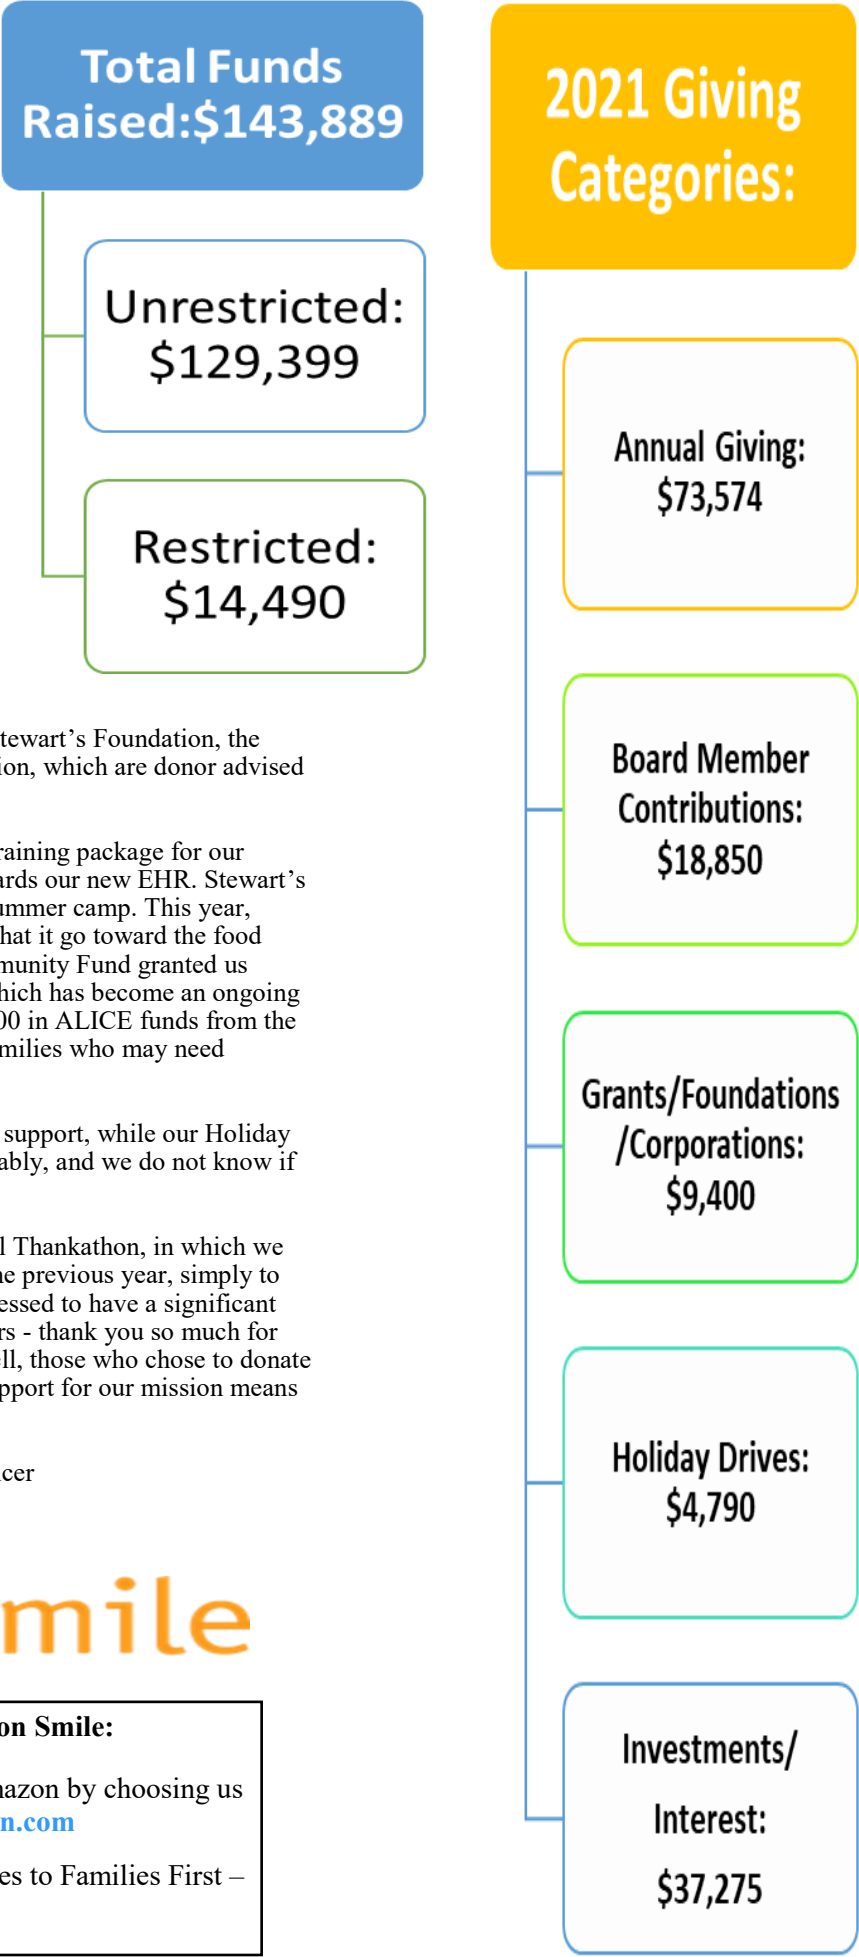 Total Funds
Raised:$143,889
Unrestricted:
$129,399
Restricted:
$14,490
tewart’s Foundation, the
ion, which are donor advised
raining package for our
ards our new EHR. Stewart’s
ummer camp. This year,
hat it go toward the food
munity Fund granted us
hich has become an ongoing
00 in ALICE funds from the
milies who may need
support, while our Holiday
ably, and we do not know if
l Thankathon, in which we
he previous year, simply to
essed to have a significant
rs - thank you so much for
ell, those who chose to donate
pport for our mission means
icer
mile
on Smile:
nazon by choosing us
n.com
es to Families First –
2021 Giving
Categories:
Annual Giving:
$73,574
Board Member
Contributions:
$18,850
Grants/Foundations
/Corporations:
$9,400
Holiday Drives:
$4,790
Investments/
Interest:
$37,275